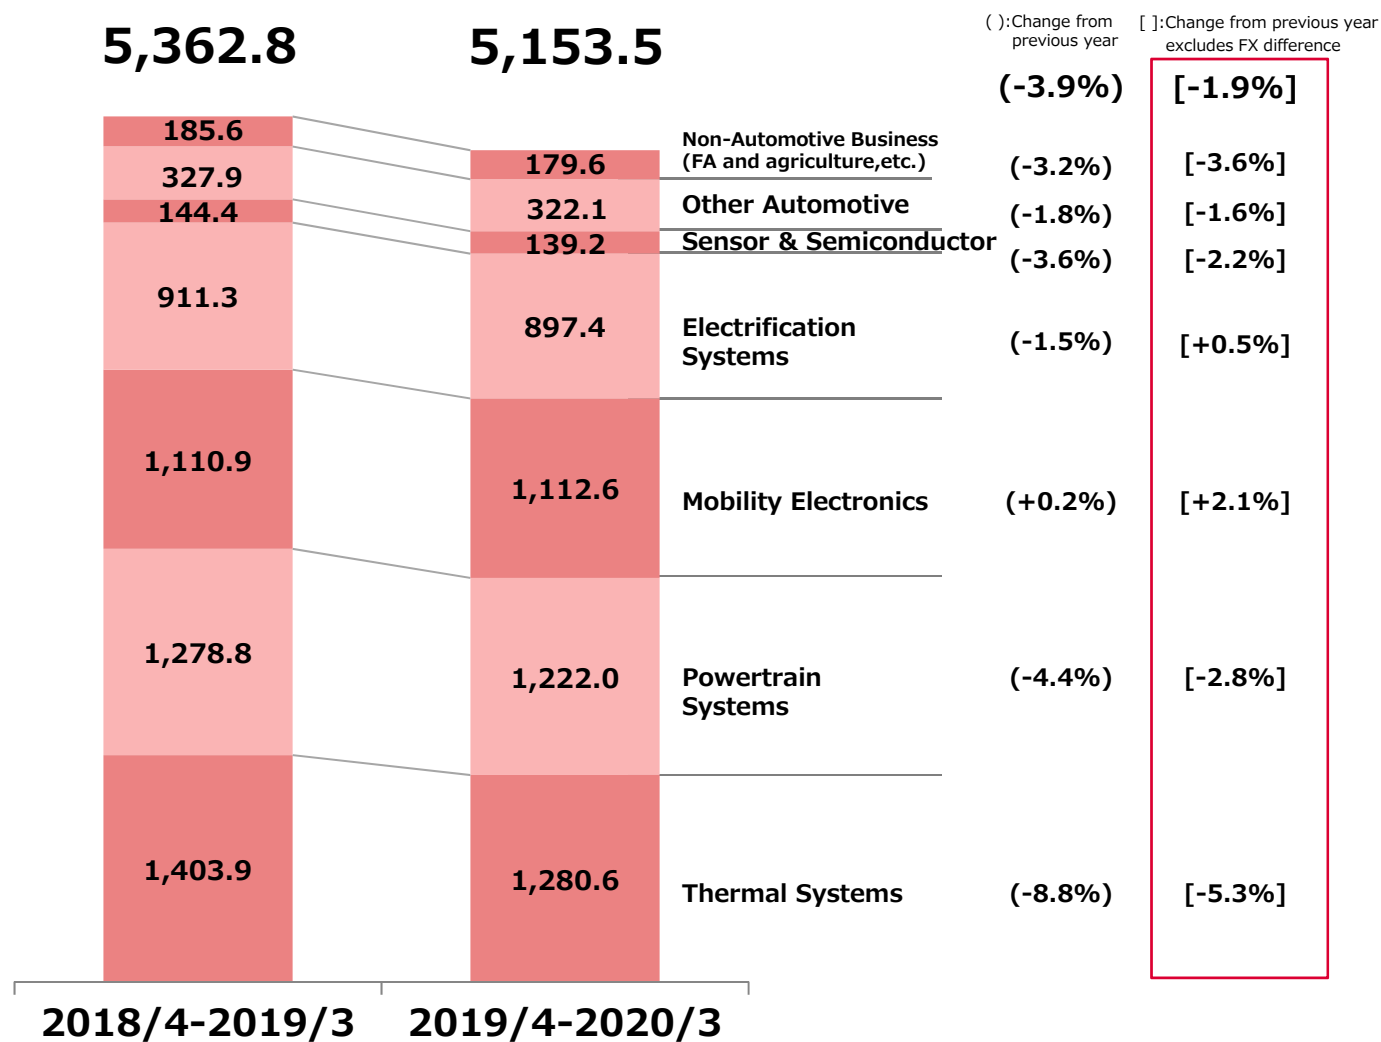 5,362.8
5,153.5
( ):Change from
previous year
[ ]:Change from previous year
excludes FX difference
(-3.9%)
[-1.9%]
185.6
179.6
Non-Automotive Business
(FA and agriculture,etc.)
(-3.2%)
[-3.6%]
327.9
322.1
Other Automotive
(-1.8%)
[-1.6%]
144.4
139.2
Sensor & Semiconductor
(-3.6%)
[-2.2%]
911.3
897.4
Electrification
Systems
(-1.5%)
[+0.5%]
1,110.9
1,112.6
Mobility Electronics
(+0.2%)
[+2.1%]
1,278.8
1,222.0
Powertrain
Systems
(-4.4%)
[-2.8%]
1,403.9
1,280.6
Thermal Systems
(-8.8%)
[-5.3%]
2018/4-2019/3
2019/4-2020/3